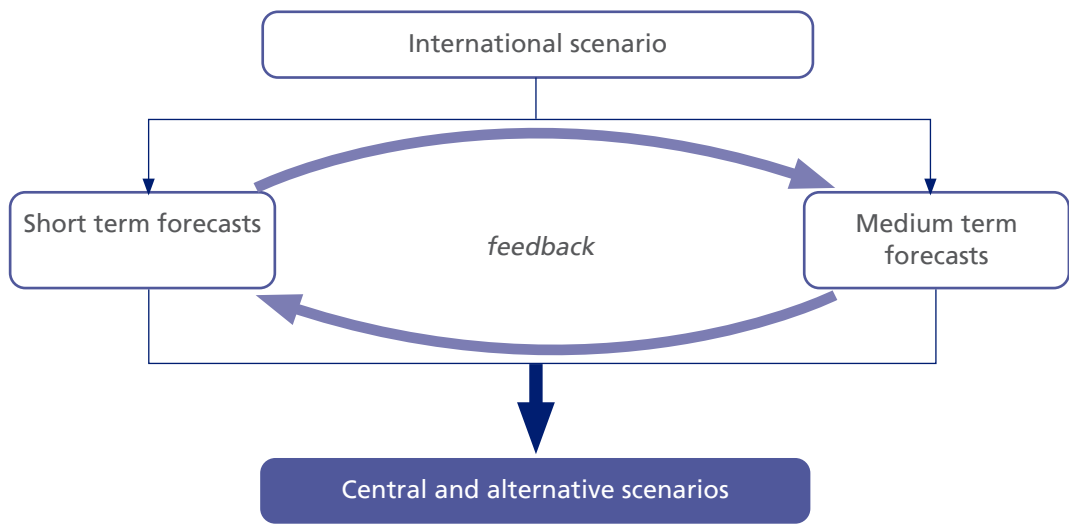 International scenario
Short term forecasts
feedback
Medium term
forecasts
Central and alternative scenarios